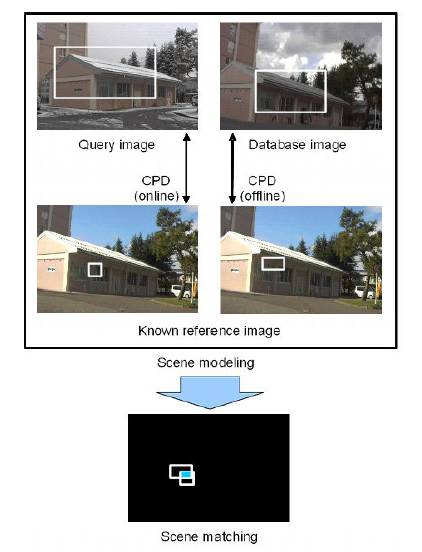 Query image
Database image
CPD
(online)
CPD
(offline)
Known reference image
Scene modeling
Scene matching